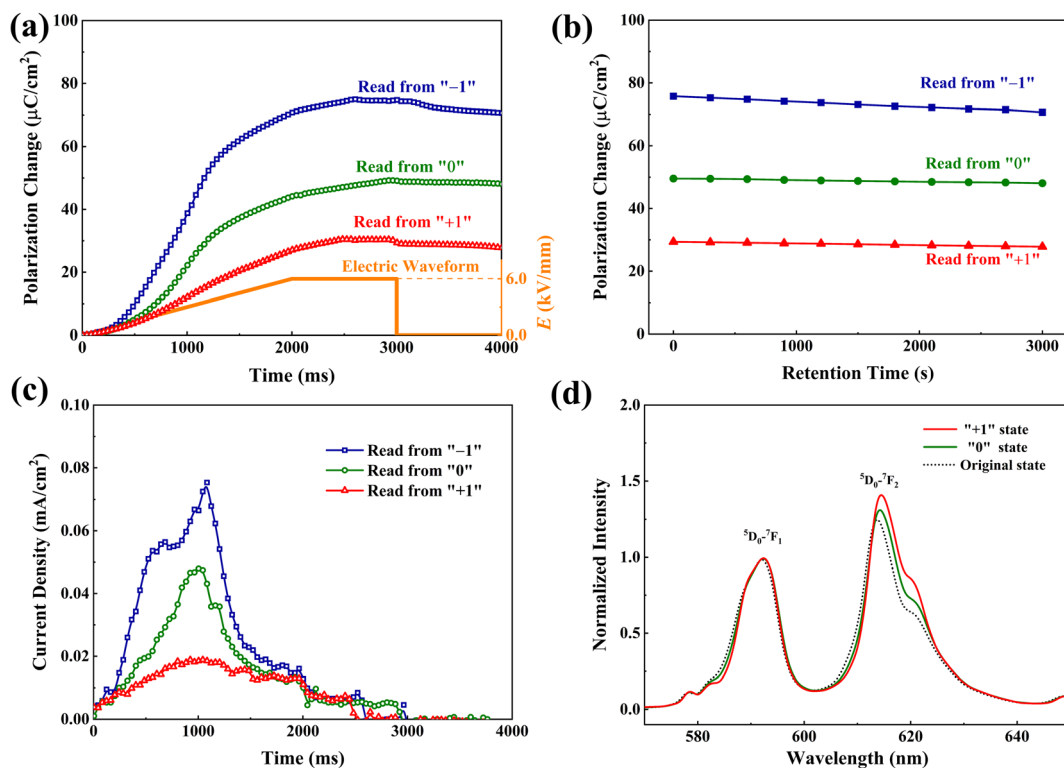 (a)
100
80
60
40
20
0
Polarization Change (μC/cm²)
Read from "−1"
Read from "0"
Read from "+1"
Electric Waveform
6.0
0.0
E (kV/mm)
0 1000 2000 3000 4000
Time (ms)
(b)
100
80
60
40
20
0
Polarization Change (μC/cm²)
Read from "−1"
Read from "0"
Read from "+1"
0 1000 2000 3000
Retention Time (s)
(c)
0.10
0.08
0.06
0.04
0.02
0.00
Current Density (mA/cm²)
Read from "−1"
Read from "0"
Read from "+1"
0 1000 2000 3000 4000
Time (ms)
(d)
2.0
1.5
1.0
0.5
0.0
Normalized Intensity
"+1" state
"0" state
Original state
⁵D₀-⁷F₁
⁵D₀-⁷F₂
580 600 620 640
Wavelength (nm)